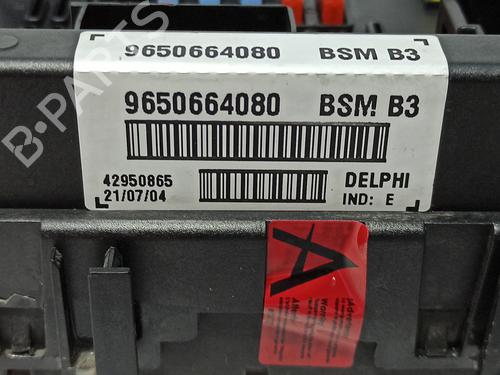 9650664080 BSM B3
9650664080 BSM B3
42950865
21/07/04
DELPHI
IND: E
A
B-PARTS